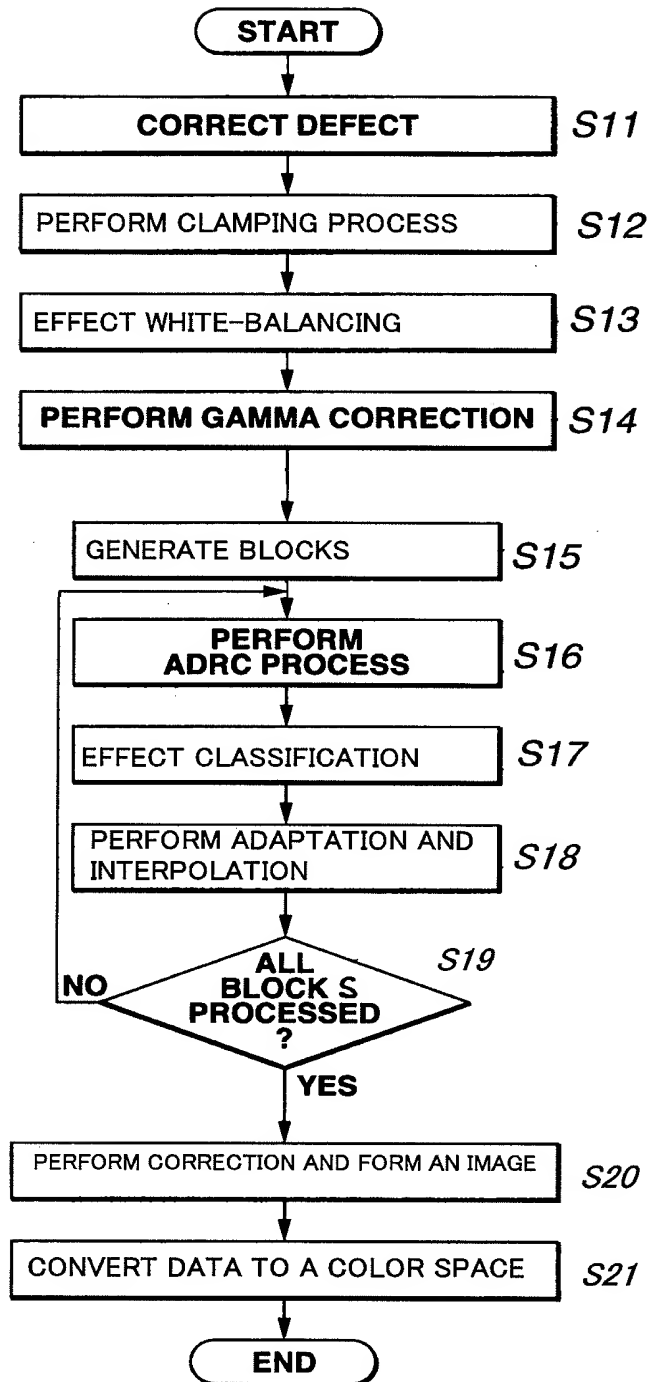 START
CORRECT DEFECT S11
PERFORM CLAMPING PROCESS S12
EFFECT WHITE-BALANCING S13
PERFORM GAMMA CORRECTION S14
GENERATE BLOCKS S15
PERFORM
ADRC PROCESS S16
EFFECT CLASSIFICATION S17
PERFORM ADAPTATION AND
INTERPOLATION S18
S19
ALL
NO BLOCK S
PROCESSED
?
YES
PERFORM CORRECTION AND FORM AN IMAGE S20
CONVERT DATA TO A COLOR SPACE S21
END